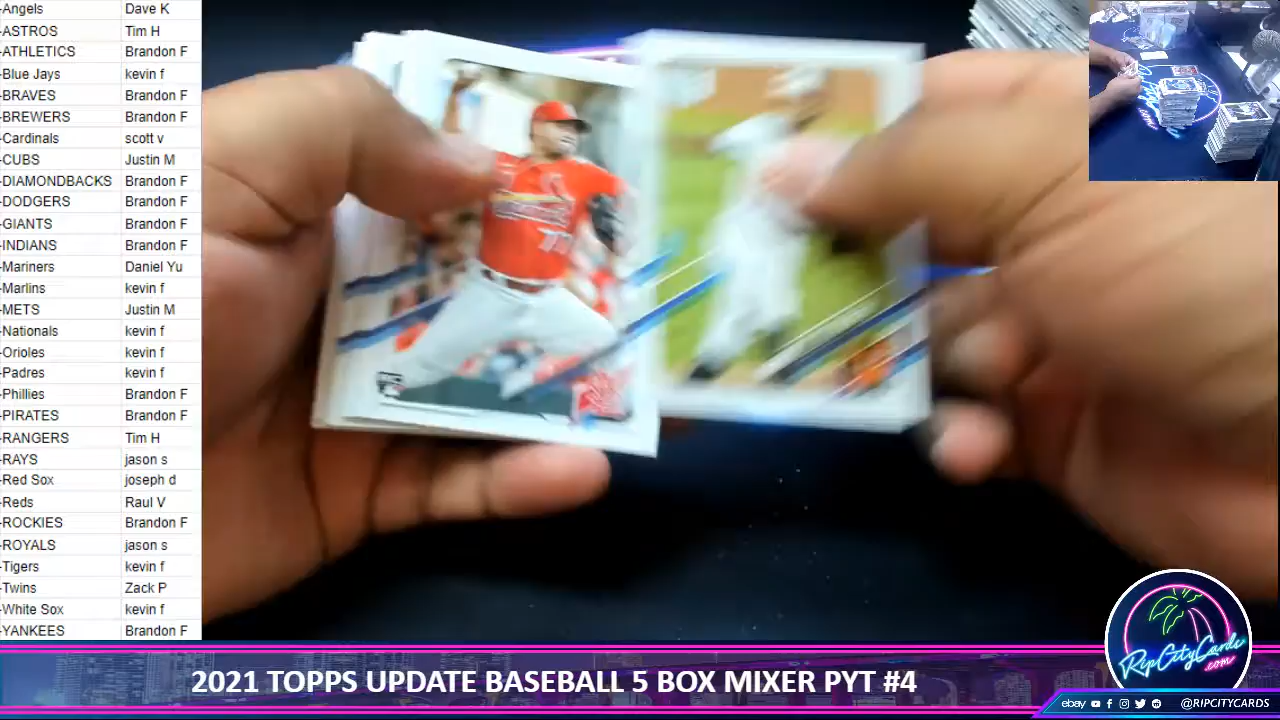 -Angels Dave K
-ASTROS Tim H
-ATHLETICS Brandon F
-Blue Jays kevin f
-BRAVES Brandon F
-BREWERS Brandon F
-Cardinals scott v
-CUBS Justin M
-DIAMONDBACKS Brandon F
-DODGERS Brandon F
-GIANTS Brandon F
-INDIANS Brandon F
-Mariners Daniel Yu
-Marlins kevin f
-METS Justin M
-Nationals kevin f
-Orioles kevin f
-Padres kevin f
-Phillies Brandon F
-PIRATES Brandon F
-RANGERS Tim H
-RAYS jason s
-Red Sox joseph d
-Reds Raul V
-ROCKIES Brandon F
-ROYALS jason s
-Tigers kevin f
-Twins Zack P
-White Sox kevin f
-YANKEES Brandon F
RipCityCards
.com
2021 TOPPS UPDATE BASEBALL 5 BOX MIXER PYT #4
ebay @RIPCITYCARDS